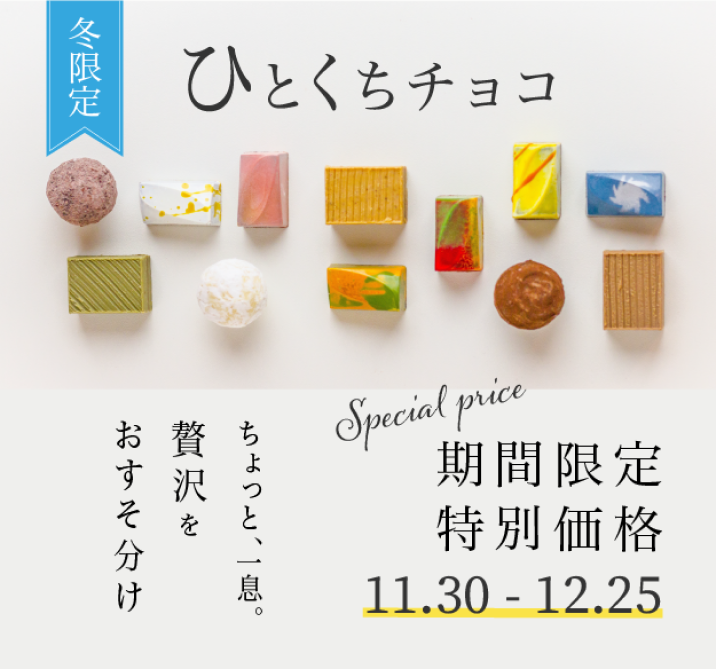 冬限定
ひとくちチョコ
Special price
期間限定
特別価格
11.30 - 12.25
ちょっと、一息。
贅沢を
おすそ分け